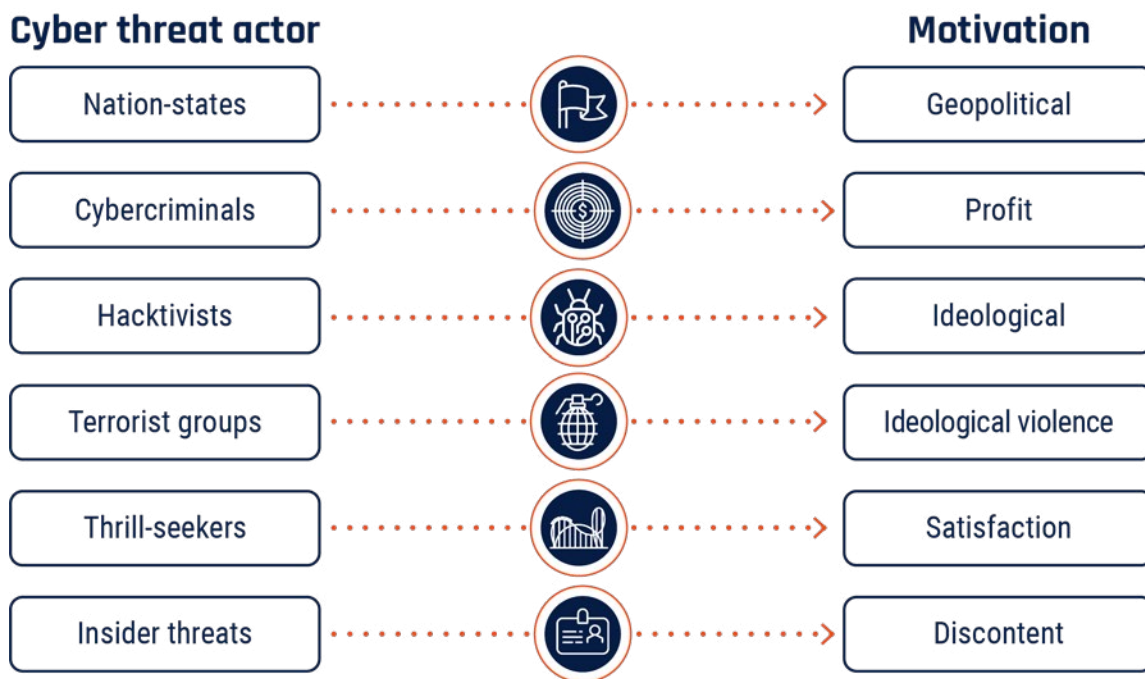 Cyber threat actor
Motivation
Nation-states
Geopolitical
Cybercriminals
$
Profit
Hacktivists
Ideological
Terrorist groups
Ideological violence
Thrill-seekers
Satisfaction
Insider threats
Discontent